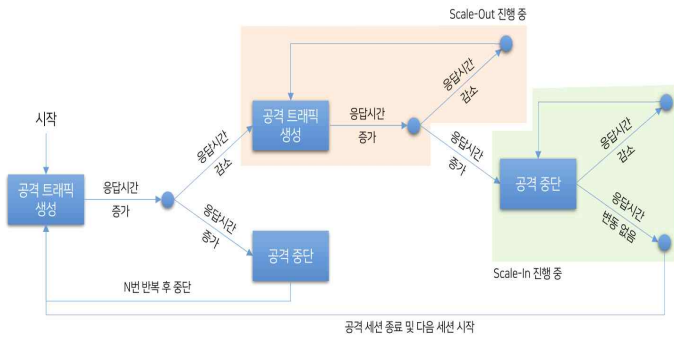 Scale-Out 진행 중
응답시간
감소
공격 트래픽
생성
응답시간
증가
시작
응답시간
감소
응답시간
증가
응답시간
감소
공격 중단
공격 트래픽
생성
응답시간
증가
응답시간
증가
응답시간
변동 없음
공격 중단
Scale-In 진행 중
N번 반복 후 중단
공격 세션 종료 및 다음 세션 시작